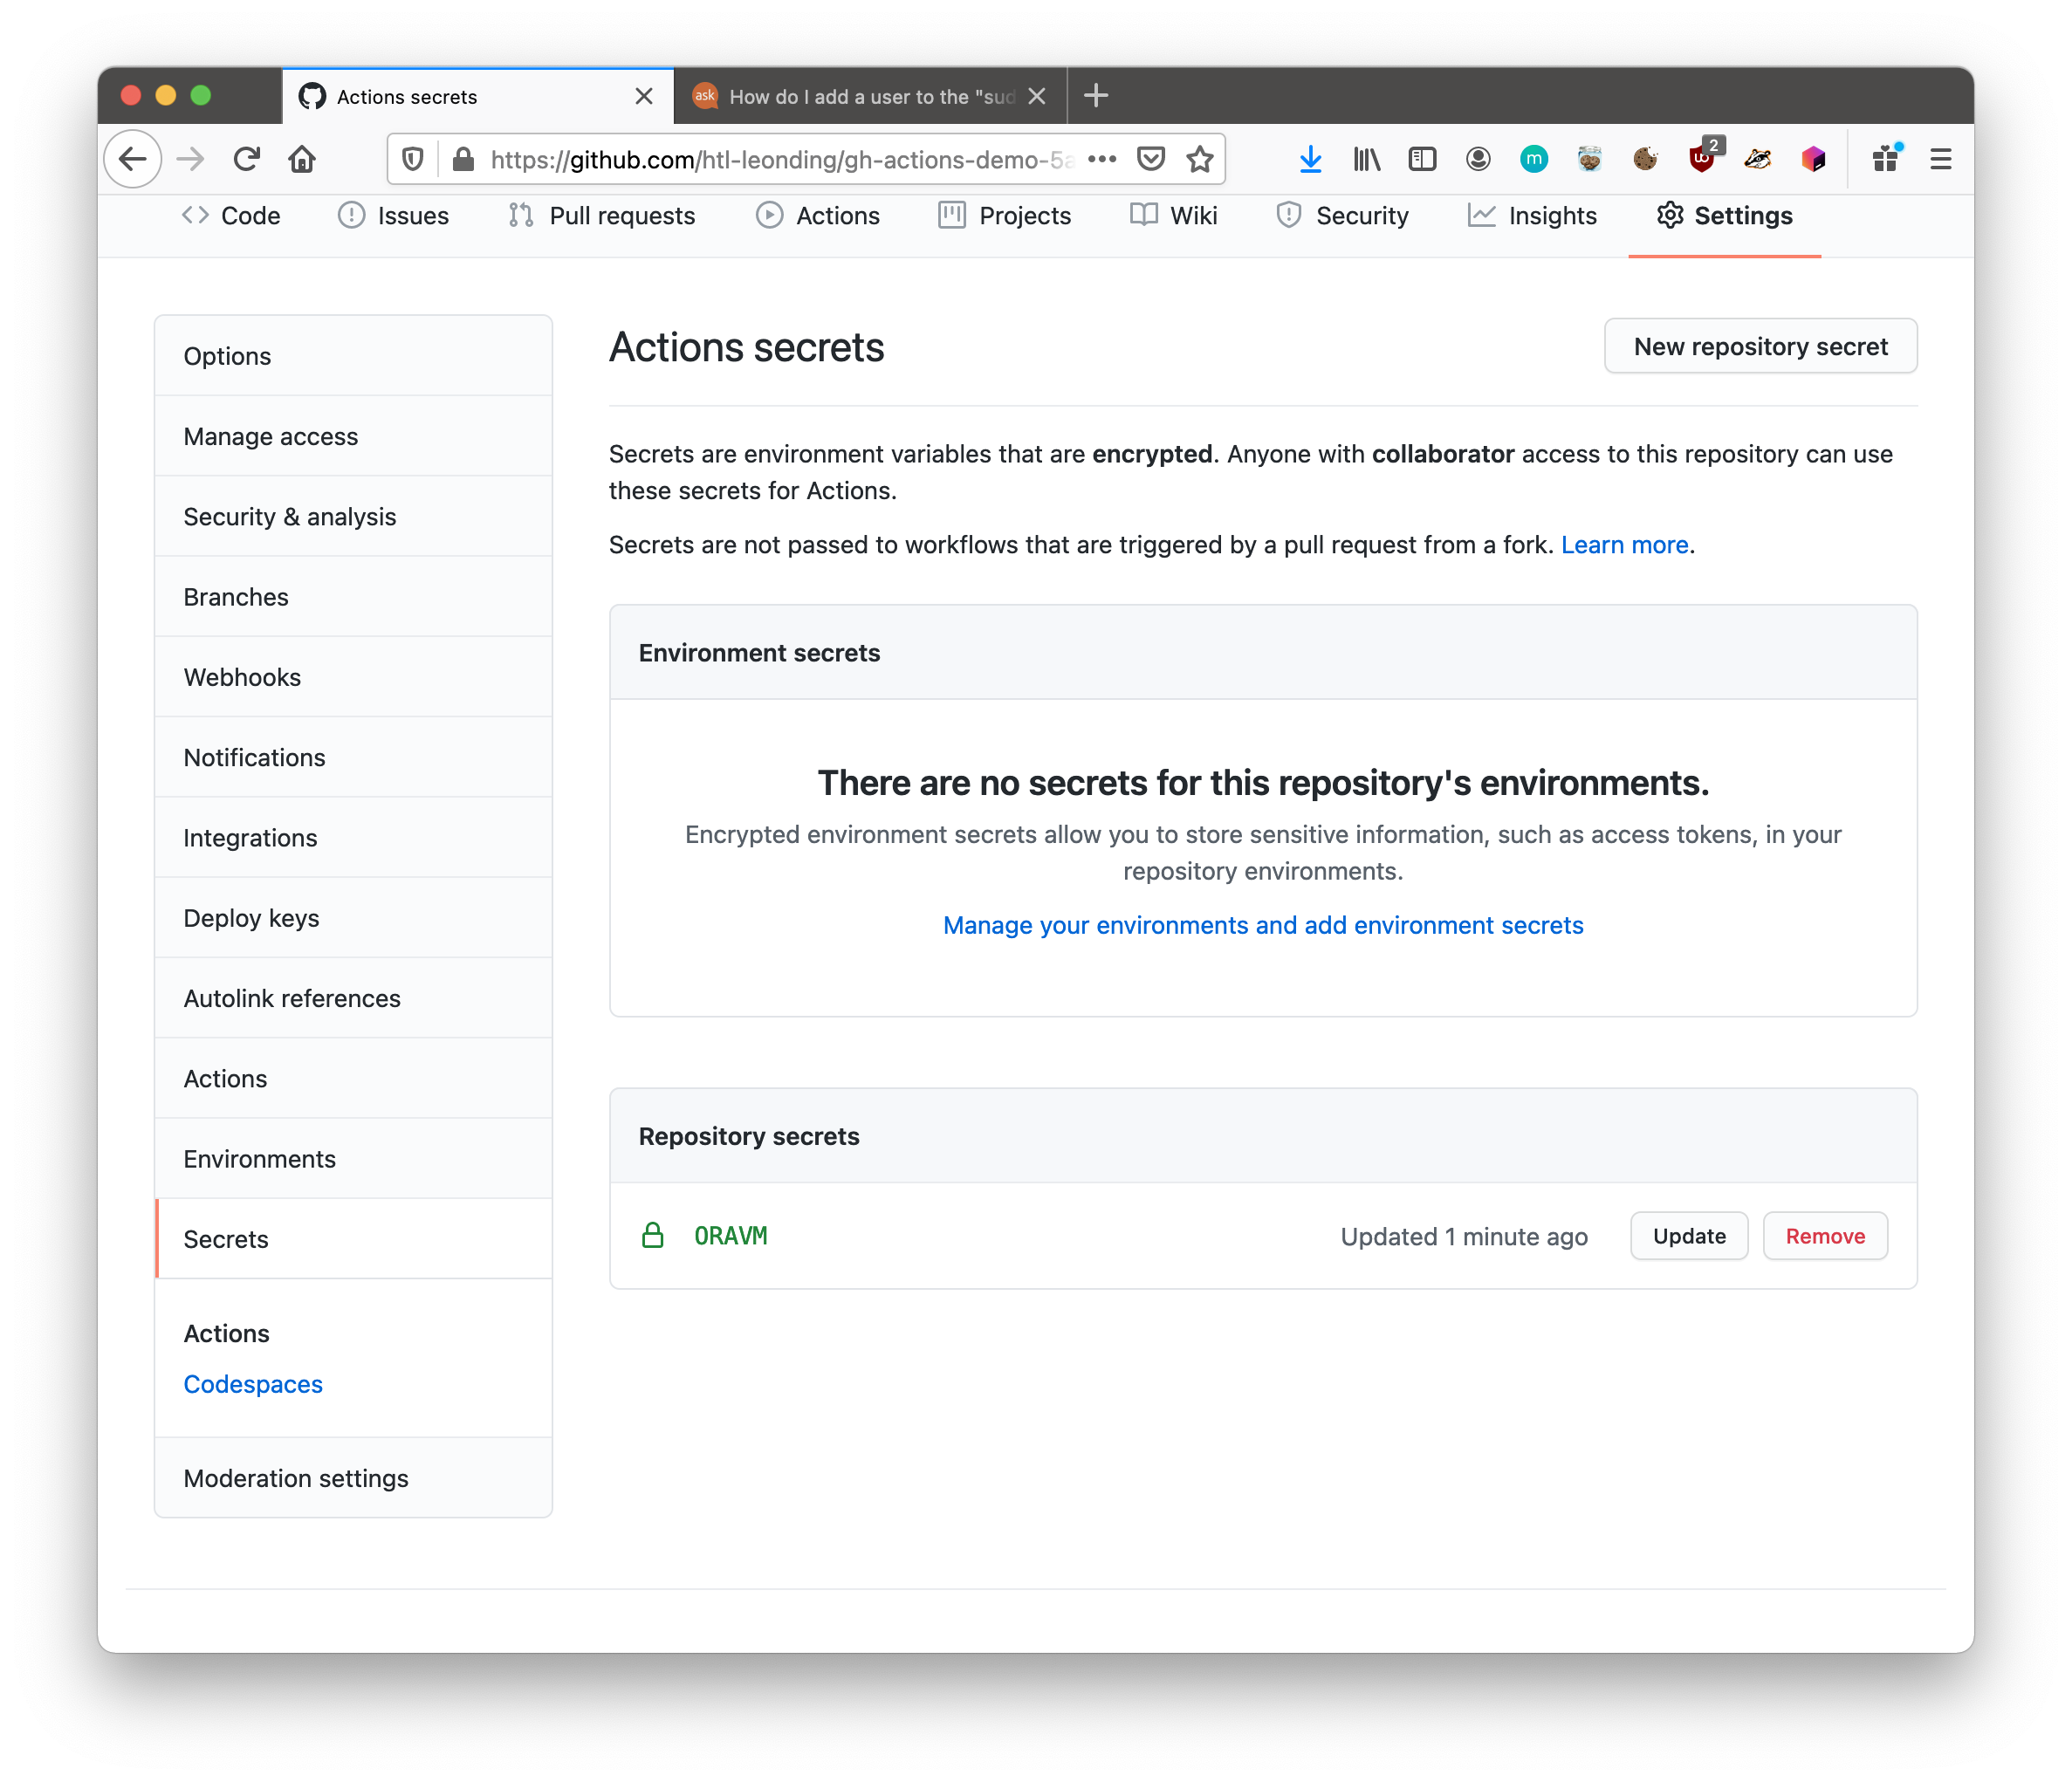 Actions secrets
ask How do I add a user to the "sud
https://github.com/htl-leonding/gh-actions-demo-5a
m
2
Code Issues Pull requests Actions Projects Wiki Security Insights Settings
Options
Manage access
Security & analysis
Branches
Webhooks
Notifications
Integrations
Deploy keys
Autolink references
Actions
Environments
Secrets
Actions
Codespaces
Moderation settings
Actions secrets
New repository secret
Secrets are environment variables that are encrypted. Anyone with collaborator access to this repository can use
these secrets for Actions.
Secrets are not passed to workflows that are triggered by a pull request from a fork. Learn more.
Environment secrets
There are no secrets for this repository's environments.
Encrypted environment secrets allow you to store sensitive information, such as access tokens, in your
repository environments.
Manage your environments and add environment secrets
Repository secrets
ORAVM Updated 1 minute ago Update Remove